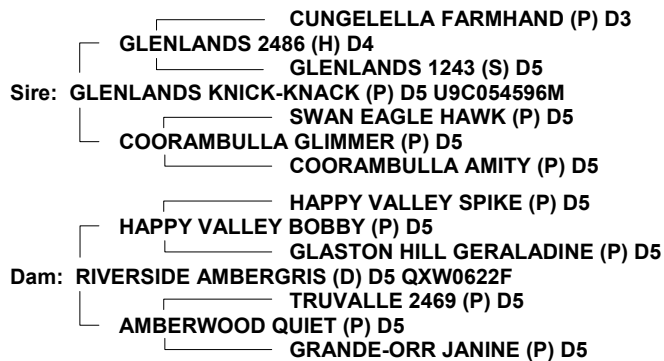 CUNGELELLA FARMHAND (P) D3
GLENLANDS 2486 (H) D4
GLENLANDS 1243 (S) D5
Sire: GLENLANDS KNICK-KNACK (P) D5 U9C054596M
SWAN EAGLE HAWK (P) D5
COORAMBULLA GLIMMER (P) D5
COORAMBULLA AMITY (P) D5
HAPPY VALLEY SPIKE (P) D5
HAPPY VALLEY BOBBY (P) D5
GLASTON HILL GERALADINE (P) D5
Dam: RIVERSIDE AMBERGRIS (D) D5 QXW0622F
TRUVALLE 2469 (P) D5
AMBERWOOD QUIET (P) D5
GRANDE-ORR JANINE (P) D5